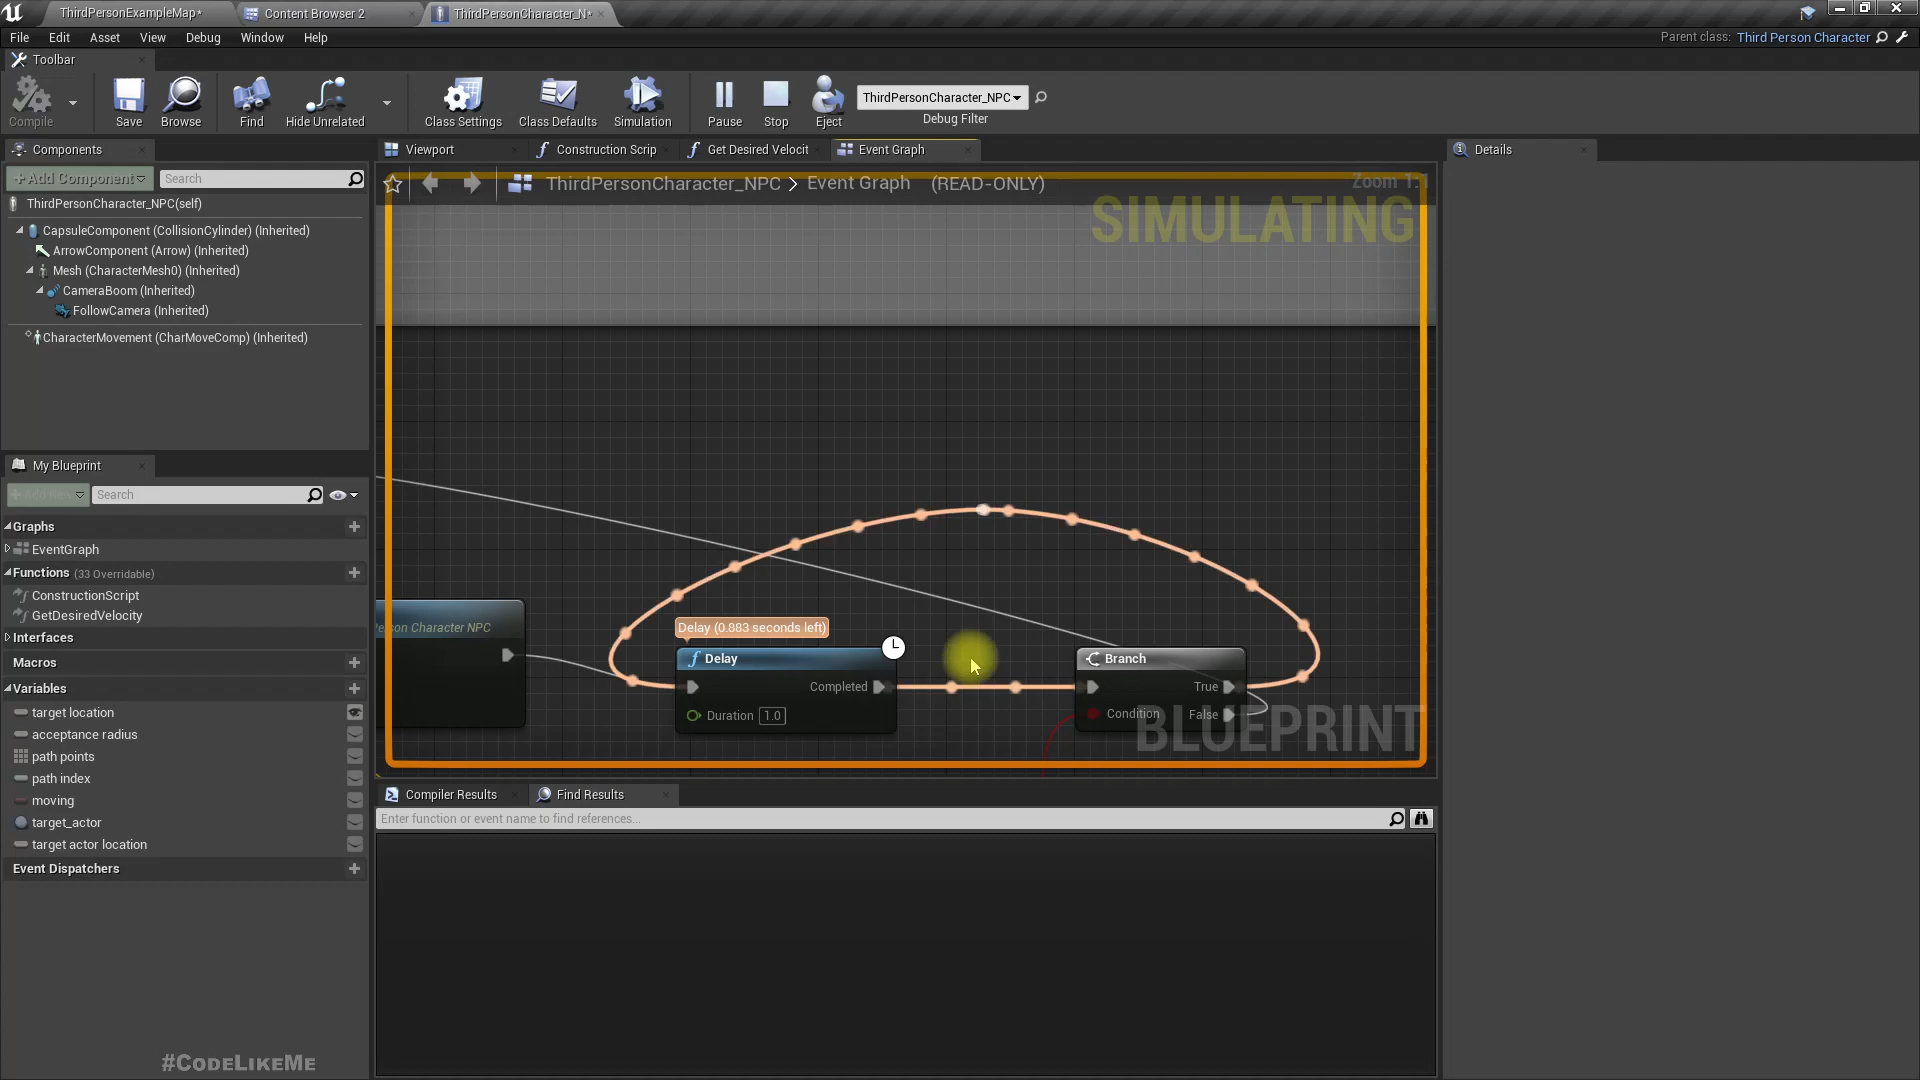 ThirdPersonExampleMap*
Content Browser 2
ThirdPersonCharacter_N*
File Edit Asset View Debug Window Help
Parent class: Third Person Character
Toolbar
Compile
Save
Browse
Find
Hide Unrelated
Class Settings
Class Defaults
Simulation
Pause
Stop
Eject
ThirdPersonCharacter_NPC
Debug Filter
Components
+Add Component
Search
ThirdPersonCharacter_NPC(self)
CapsuleComponent (CollisionCylinder) (Inherited)
ArrowComponent (Arrow) (Inherited)
Mesh (CharacterMesh0) (Inherited)
CameraBoom (Inherited)
FollowCamera (Inherited)
CharacterMovement (CharMoveComp) (Inherited)
Viewport
Construction Scrip
Get Desired Velocit
Event Graph
ThirdPersonCharacter_NPC > Event Graph (READ-ONLY)
Zoom 1:1
SIMULATING
erson Character NPC
Delay (0.883 seconds left)
Delay
Completed
Duration 1.0
Branch
True
Condition
False
BLUEPRINT
Details
My Blueprint
+Add New
Search
Graphs
EventGraph
Functions (33 Overridable)
ConstructionScript
GetDesiredVelocity
Interfaces
Macros
Variables
target location
acceptance radius
path points
path index
moving
target_actor
target actor location
Event Dispatchers
Compiler Results
Find Results
Enter function or event name to find references...
#CodeLikeMe